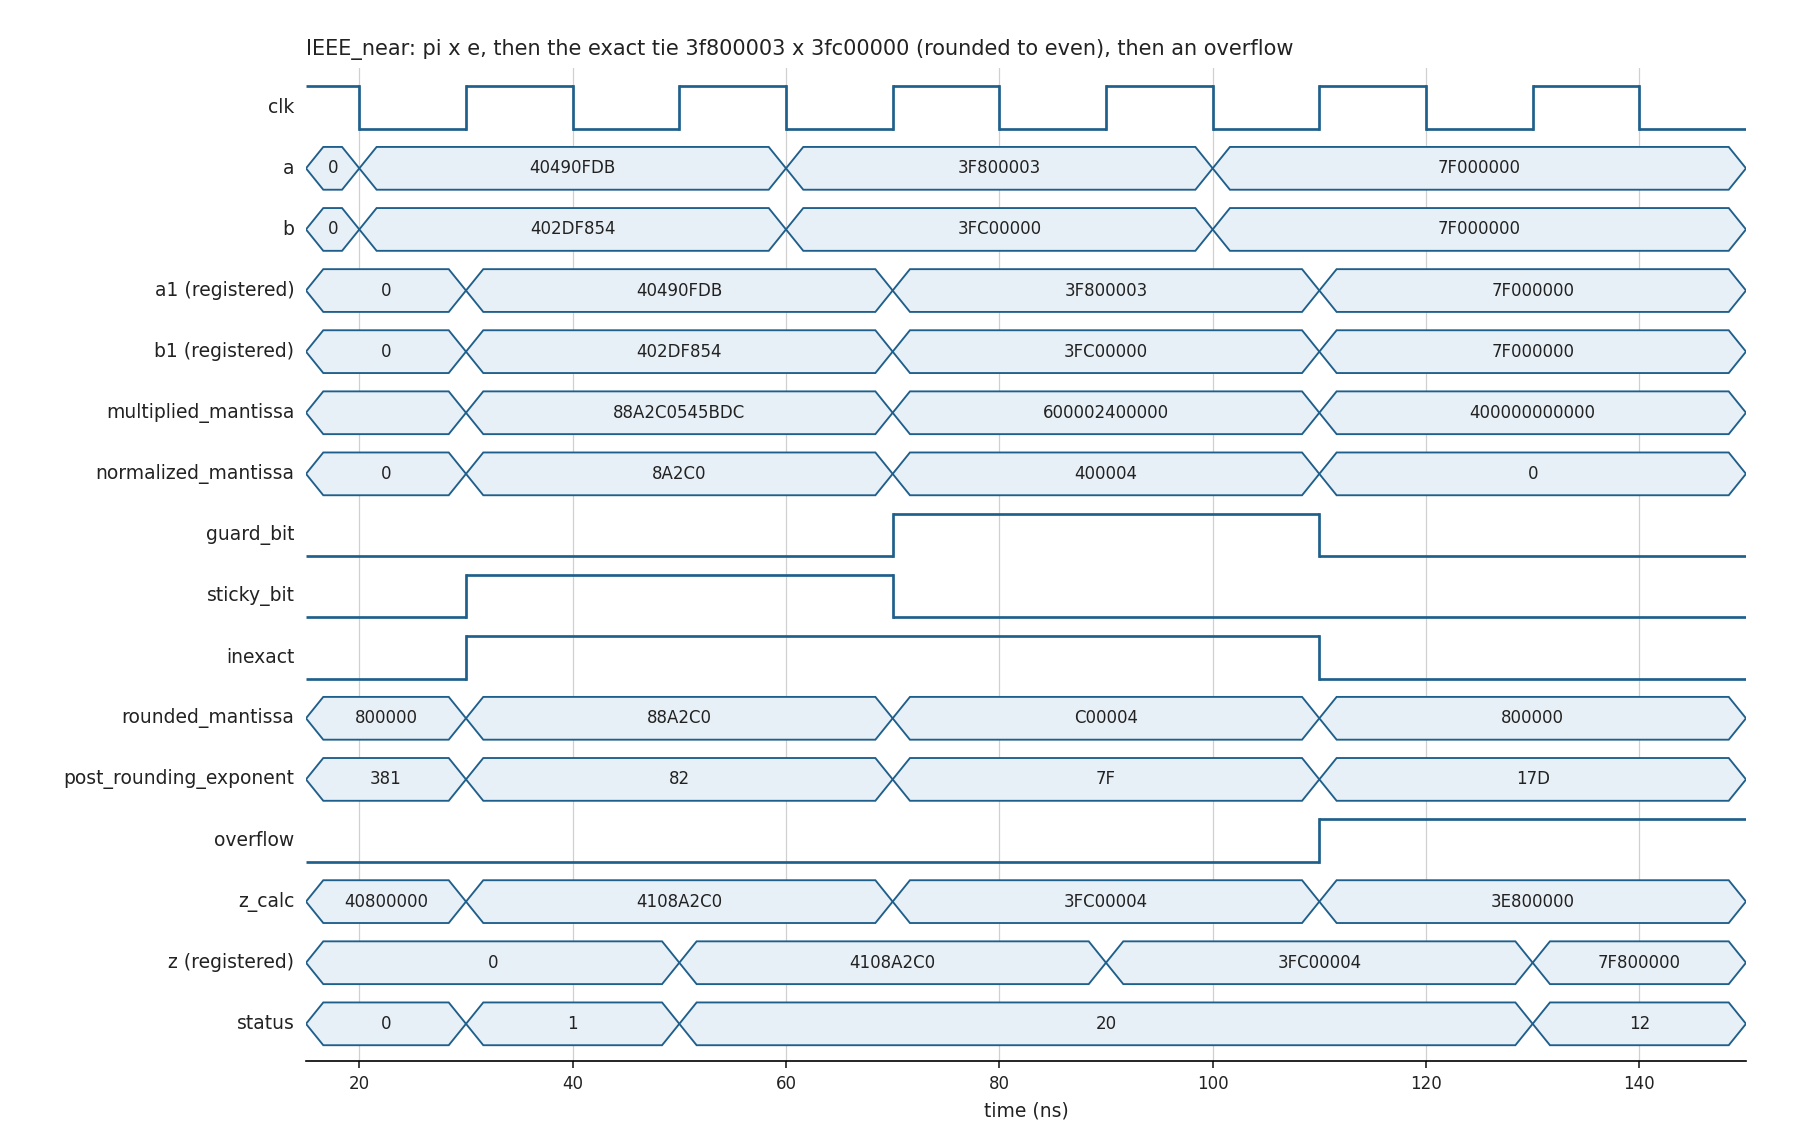 IEEE_near: pi x e, then the exact tie 3f800003 x 3fc00000 (rounded to even), then an overflow
clk
a 0 40490FDB 3F800003 7F000000
b 0 402DF854 3FC00000 7F000000
a1 (registered) 0 40490FDB 3F800003 7F000000
b1 (registered) 0 402DF854 3FC00000 7F000000
multiplied_mantissa 88A2C0545BDC 600002400000 400000000000
normalized_mantissa 0 8A2C0 400004 0
guard_bit
sticky_bit
inexact
rounded_mantissa 800000 88A2C0 C00004 800000
post_rounding_exponent 381 82 7F 17D
overflow
z_calc 40800000 4108A2C0 3FC00004 3E800000
z (registered) 0 4108A2C0 3FC00004 7F800000
status 0 1 20 12
20 40 60 80 100 120 140
time (ns)